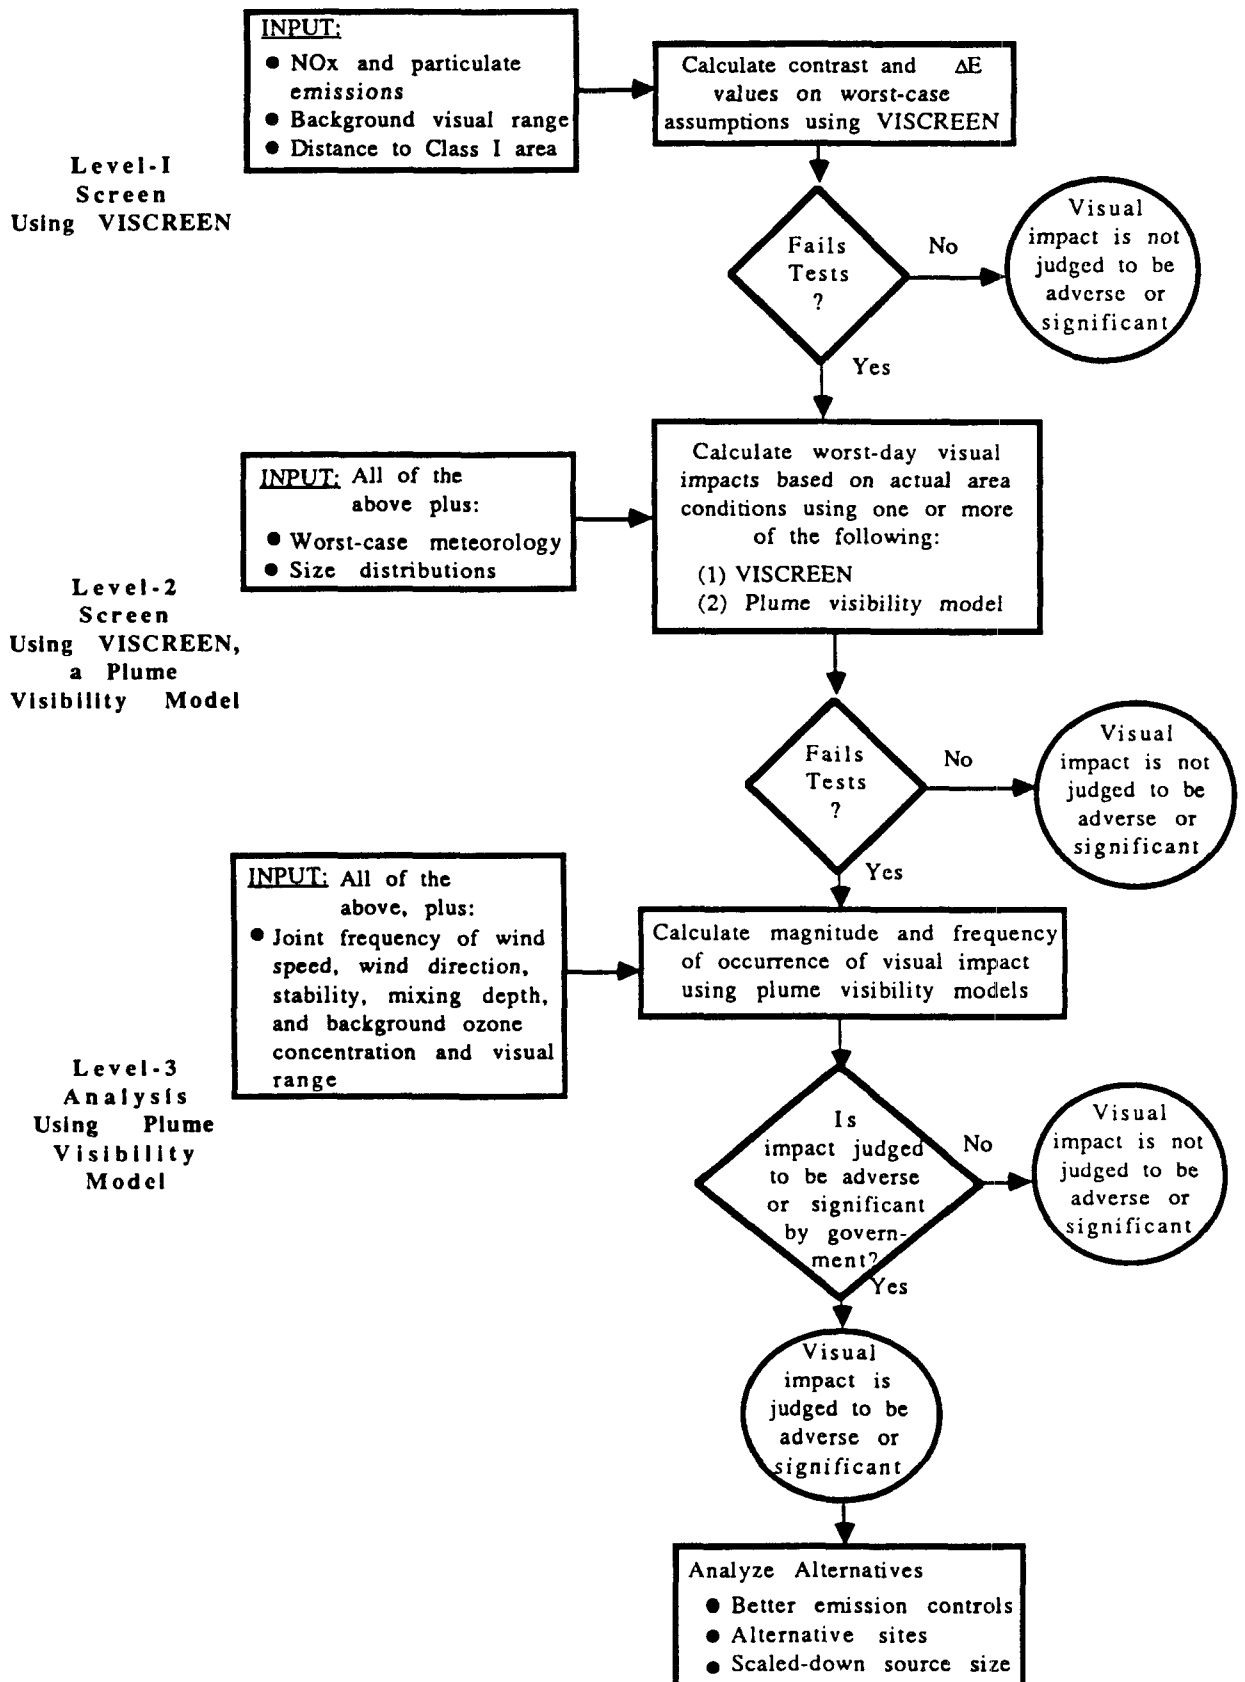 INPUT:
● NOx and particulate
emissions
● Background visual range
● Distance to Class I area
Calculate contrast and ΔE
values on worst-case
assumptions using VISCREEN
Level-1
Screen
Using VISCREEN
Fails
Tests
?
No
Visual
impact is not
judged to be
adverse or
significant
Yes
INPUT: All of the
above plus:
● Worst-case meteorology
● Size distributions
Calculate worst-day visual
impacts based on actual area
conditions using one or more
of the following:
(1) VISCREEN
(2) Plume visibility model
Level-2
Screen
Using VISCREEN,
a Plume
Visibility Model
Fails
Tests
?
No
Visual
impact is not
judged to be
adverse or
significant
Yes
INPUT: All of the
above, plus:
● Joint frequency of wind
speed, wind direction,
stability, mixing depth,
and background ozone
concentration and visual
range
Calculate magnitude and frequency
of occurrence of visual impact
using plume visibility models
Level-3
Analysis
Using Plume
Visibility
Model
Is
impact judged
to be adverse
or significant
by govern-
ment?
No
Visual
impact is not
judged to be
adverse or
significant
Yes
Visual
impact is
judged to be
adverse or
significant
Analyze Alternatives
● Better emission controls
● Alternative sites
● Scaled-down source size